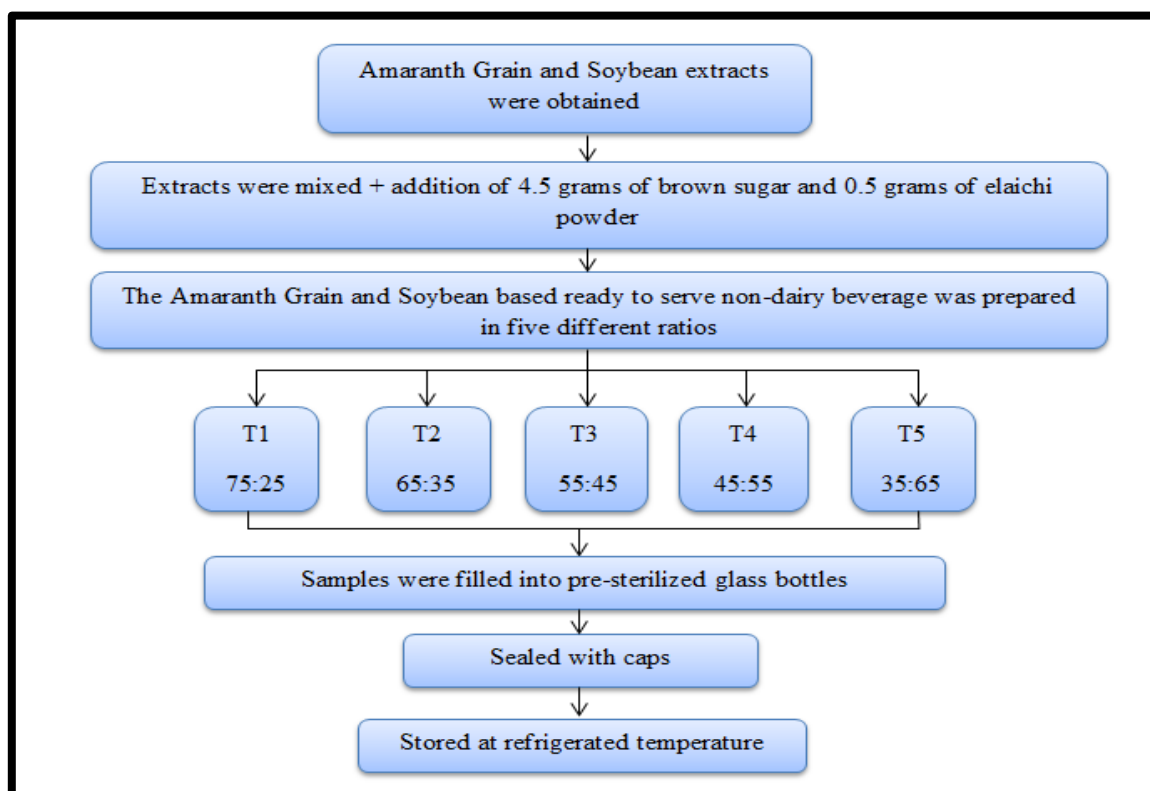 Amaranth Grain and Soybean extracts
were obtained
Extracts were mixed + addition of 4.5 grams of brown sugar and 0.5 grams of elaichi
powder
The Amaranth Grain and Soybean based ready to serve non-dairy beverage was prepared
in five different ratios
T1
75:25
T2
65:35
T3
55:45
T4
45:55
T5
35:65
Samples were filled into pre-sterilized glass bottles
Sealed with caps
Stored at refrigerated temperature